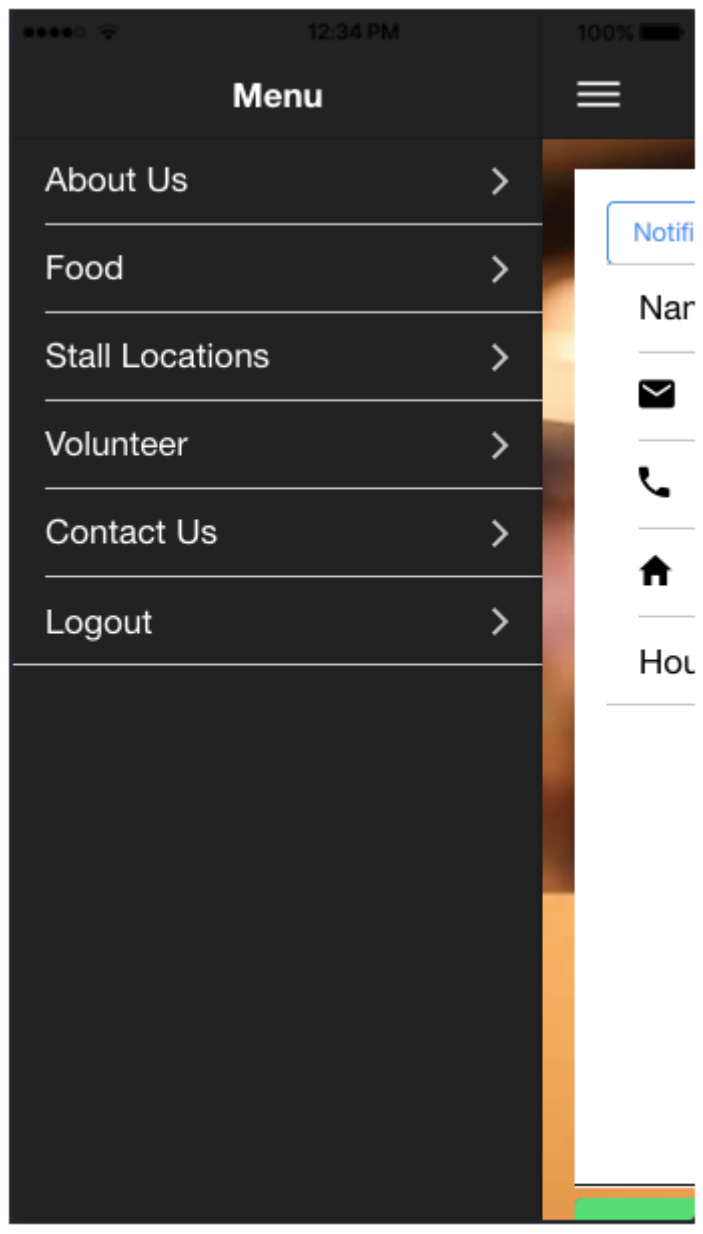 12:34 PM
100%
Menu
About Us
Food
Stall Locations
Volunteer
Contact Us
Logout
Notifi
Nar
Hou